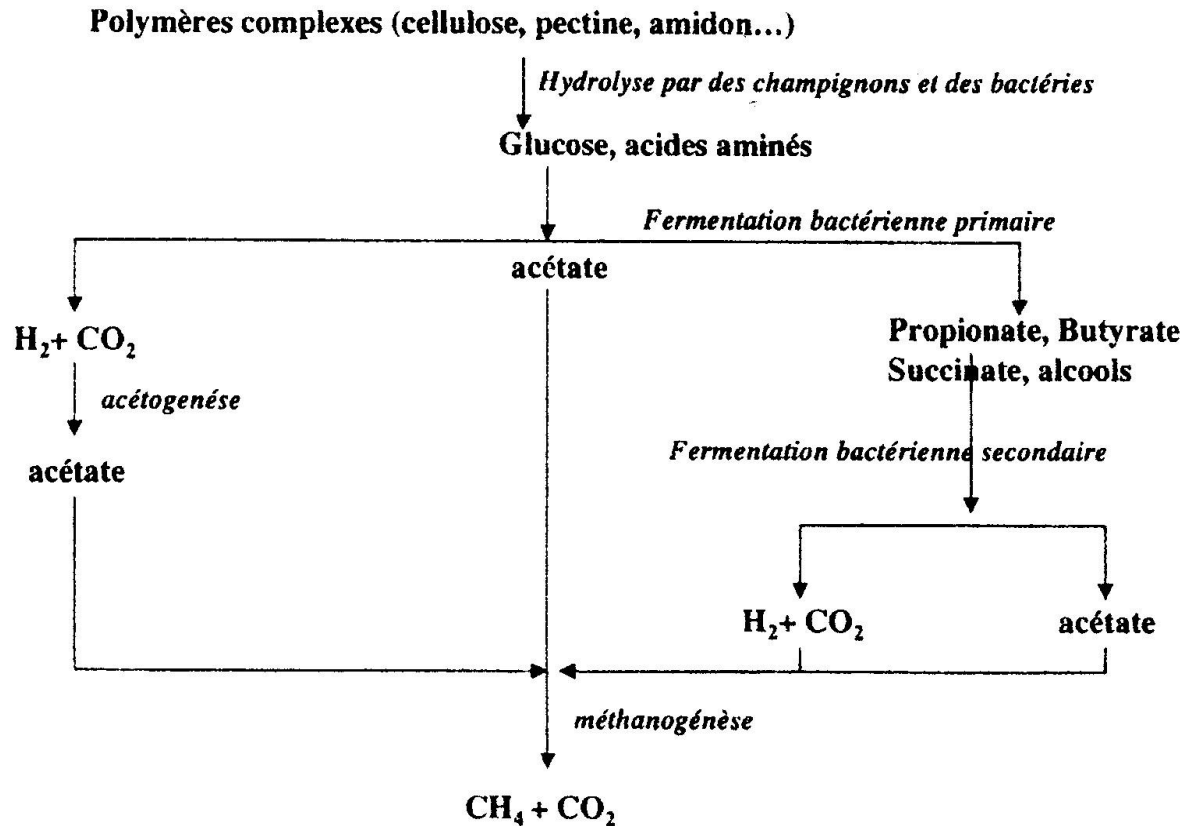 Polymères complexes (cellulose, pectine, amidon...)
Hydrolyse par des champignons et des bactéries
Glucose, acides aminés
Fermentation bactérienne primaire
acétate
H₂+ CO₂
Propionate, Butyrate
Succinate, alcools
acétogenése
Fermentation bactérienne secondaire
acétate
H₂+ CO₂
acétate
méthanogénèse
CH₄ + CO₂